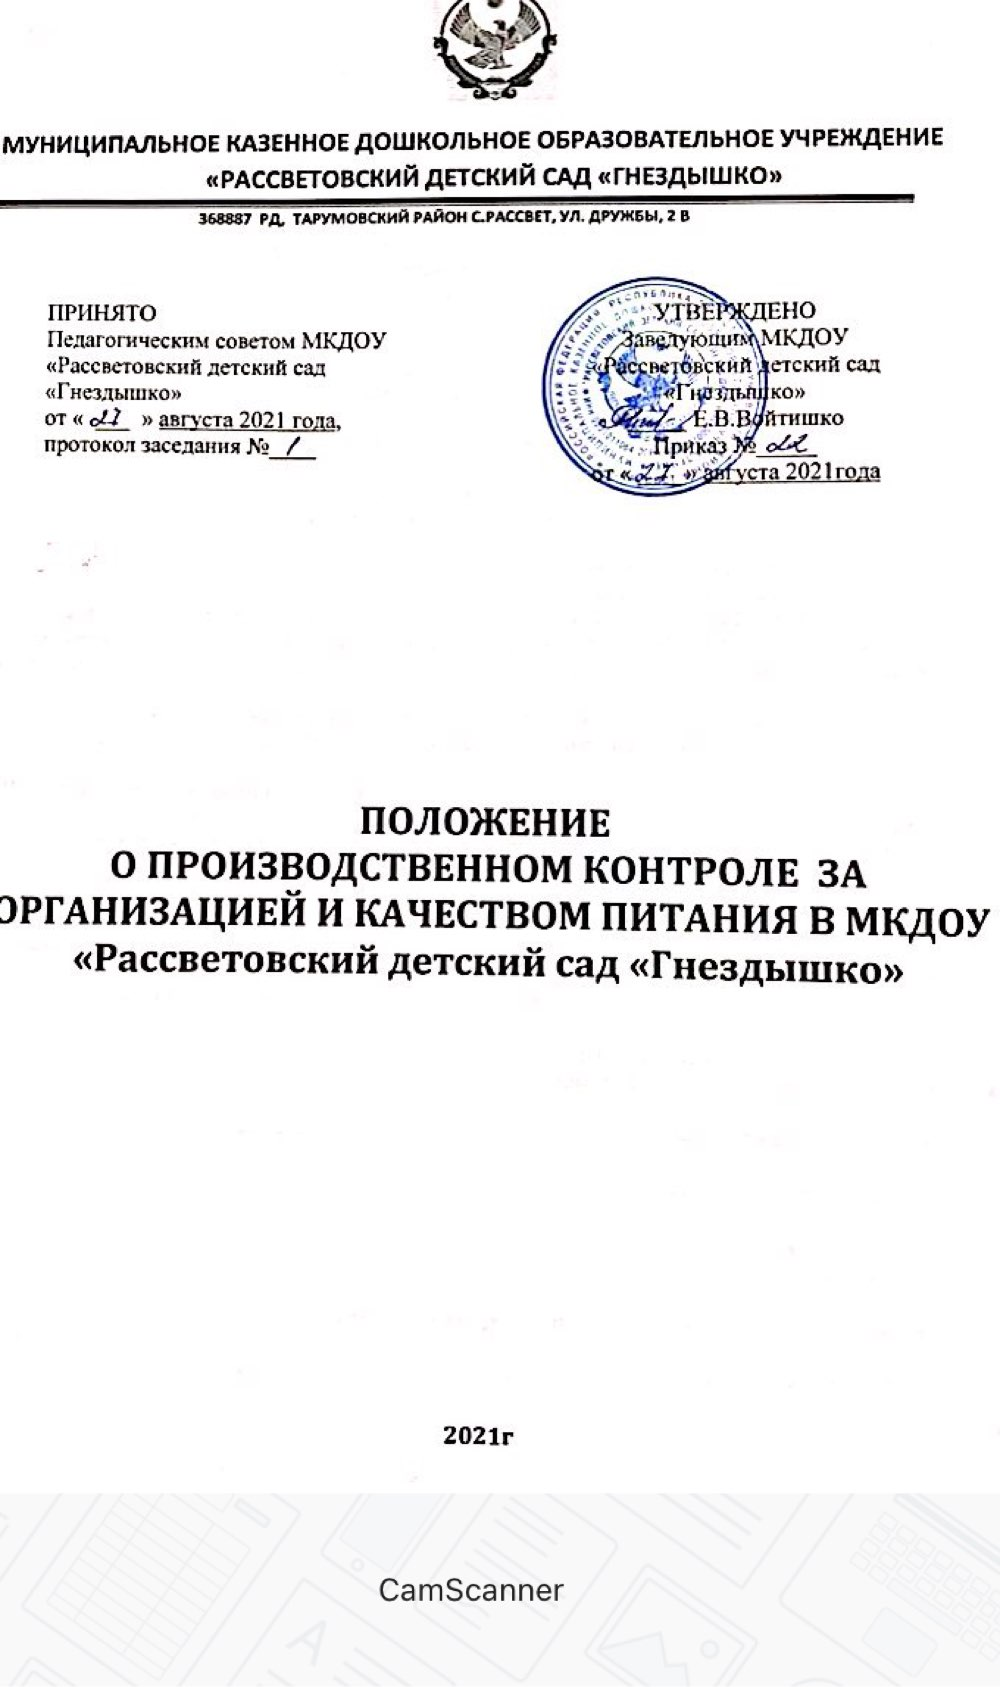 МУНИЦИПАЛЬНОЕ КАЗЕННОЕ ДОШКОЛЬНОЕ ОБРАЗОВАТЕЛЬНОЕ УЧРЕЖДЕНИЕ
«РАССВЕТОВСКИЙ ДЕТСКИЙ САД «ГНЕЗДЫШКО»
368887 РД, ТАРУМОВСКИЙ РАЙОН С.РАССВЕТ, УЛ. ДРУЖБЫ, 2 В
ПРИНЯТО
Педагогическим советом МКДОУ
«Рассветовский детский сад
«Гнездышко»
от « 27 » августа 2021 года,
протокол заседания № 1
УТВЕРЖДЕНО
Заведующим МКДОУ
«Рассветовский детский сад
«Гнездышко»
Е.В.Войтишко
Приказ № 22
от « 27 » августа 2021года
ПОЛОЖЕНИЕ
О ПРОИЗВОДСТВЕННОМ КОНТРОЛЕ ЗА
ОРГАНИЗАЦИЕЙ И КАЧЕСТВОМ ПИТАНИЯ В МКДОУ
«Рассветовский детский сад «Гнездышко»
2021г
CamScanner